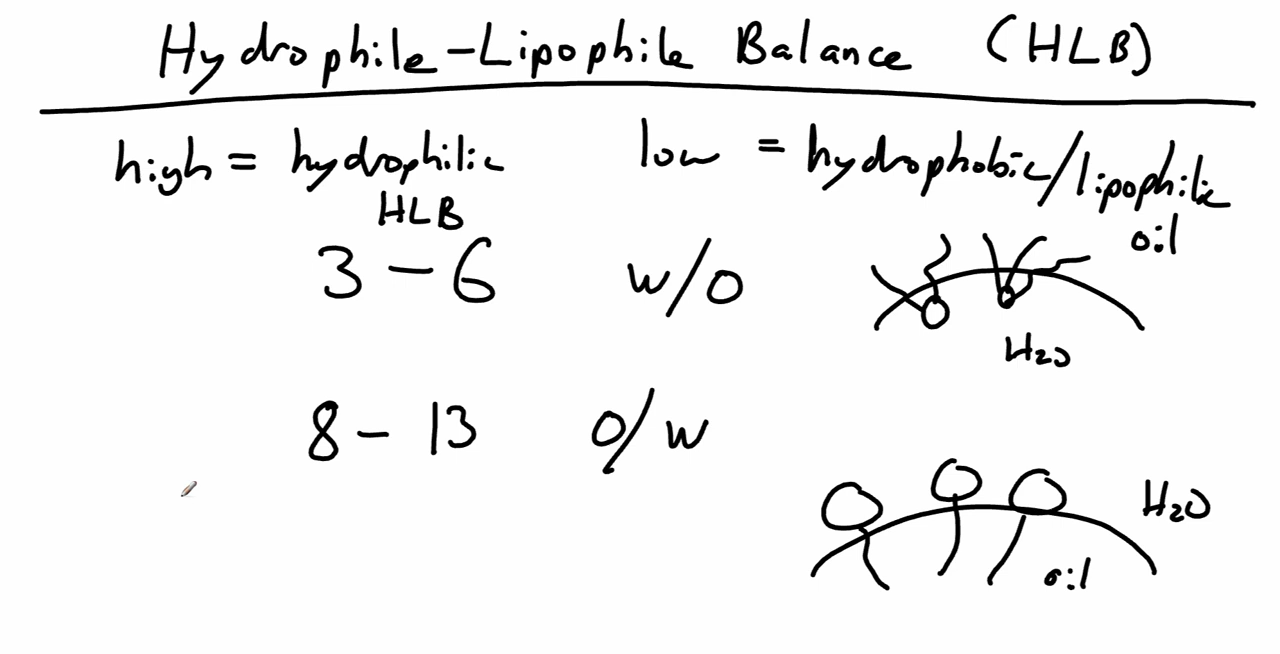 Hydrophile-Lipophile Balance (HLB)
high = hydrophilic low = hydrophobic/lipophilic
HLB
oil
3-6 w/o
H2O
8-13 o/w
H2O
oil